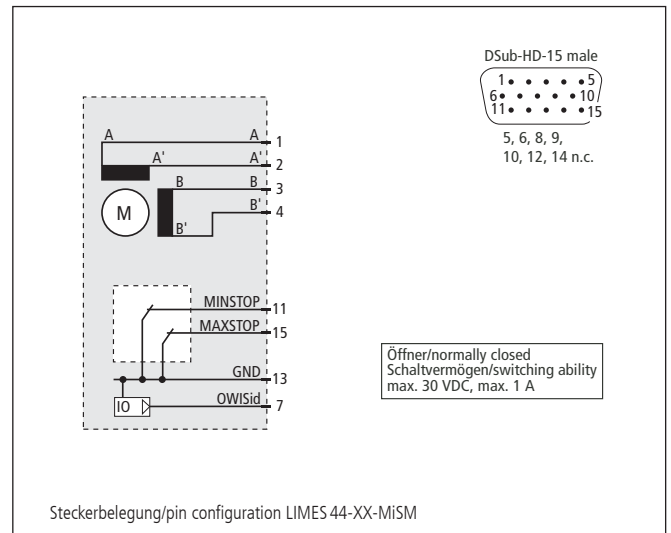 DSub-HD-15 male
1 5
6 10
11 15
5, 6, 8, 9,
10, 12, 14 n.c.
A A 1
A' A' 2
B B 3
M B' 4
B'
MINSTOP 11
MAXSTOP 15
GND 13
IO OWISid 7
Öffner/normally closed
Schaltvermögen/switching ability
max. 30 VDC, max. 1 A
Steckerbelegung/pin configuration LIMES 44-XX-MiSM